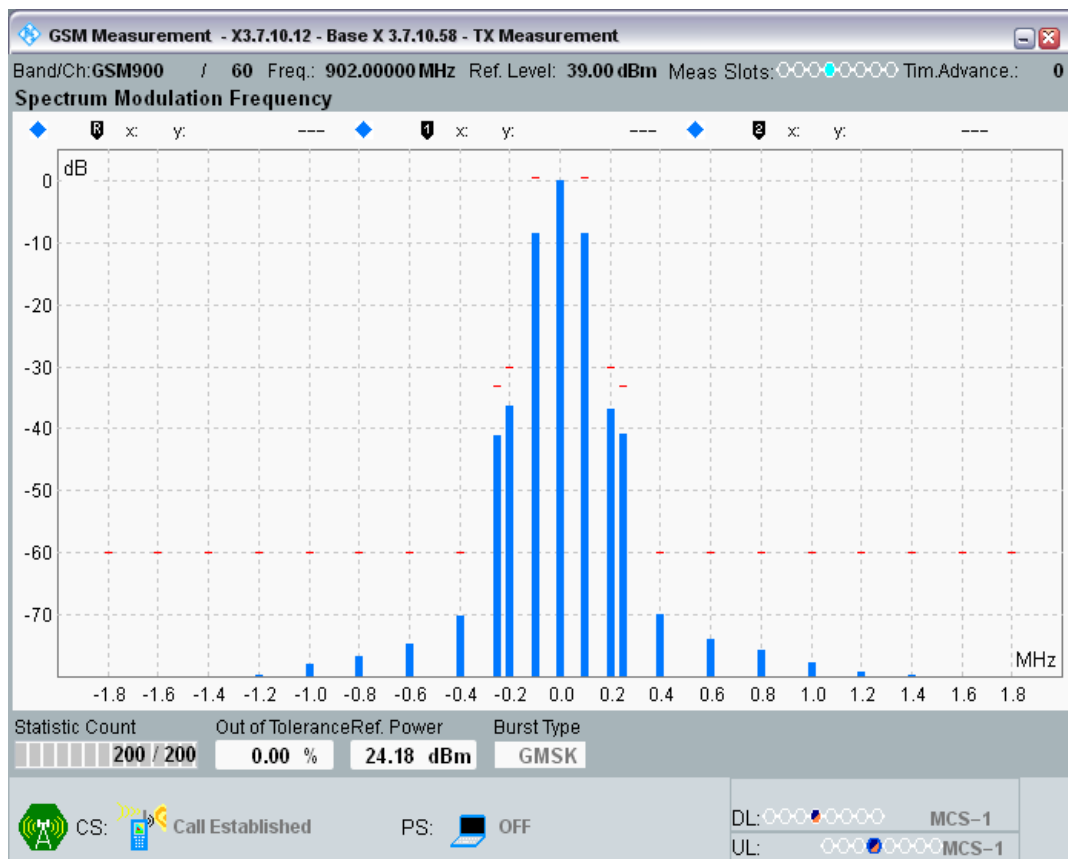 GSM Measurement - X3.7.10.12 - Base X 3.7.10.58 - TX Measurement
Band/Ch:GSM900 / 60 Freq.: 902.00000 MHz Ref. Level: 39.00 dBm Meas Slots: Tim.Advance.: 0
Spectrum Modulation Frequency
R x: y: --- 1 x: y: --- 2 x: y: ---
dB
0
-10
-20
-30
-40
-50
-60
-70
MHz
-1.8 -1.6 -1.4 -1.2 -1.0 -0.8 -0.6 -0.4 -0.2 0.0 0.2 0.4 0.6 0.8 1.0 1.2 1.4 1.6 1.8
Statistic Count Out of Tolerance Ref. Power Burst Type
200 / 200 0.00 % 24.18 dBm GMSK
CS: Call Established PS: OFF DL: MCS-1
UL: MCS-1